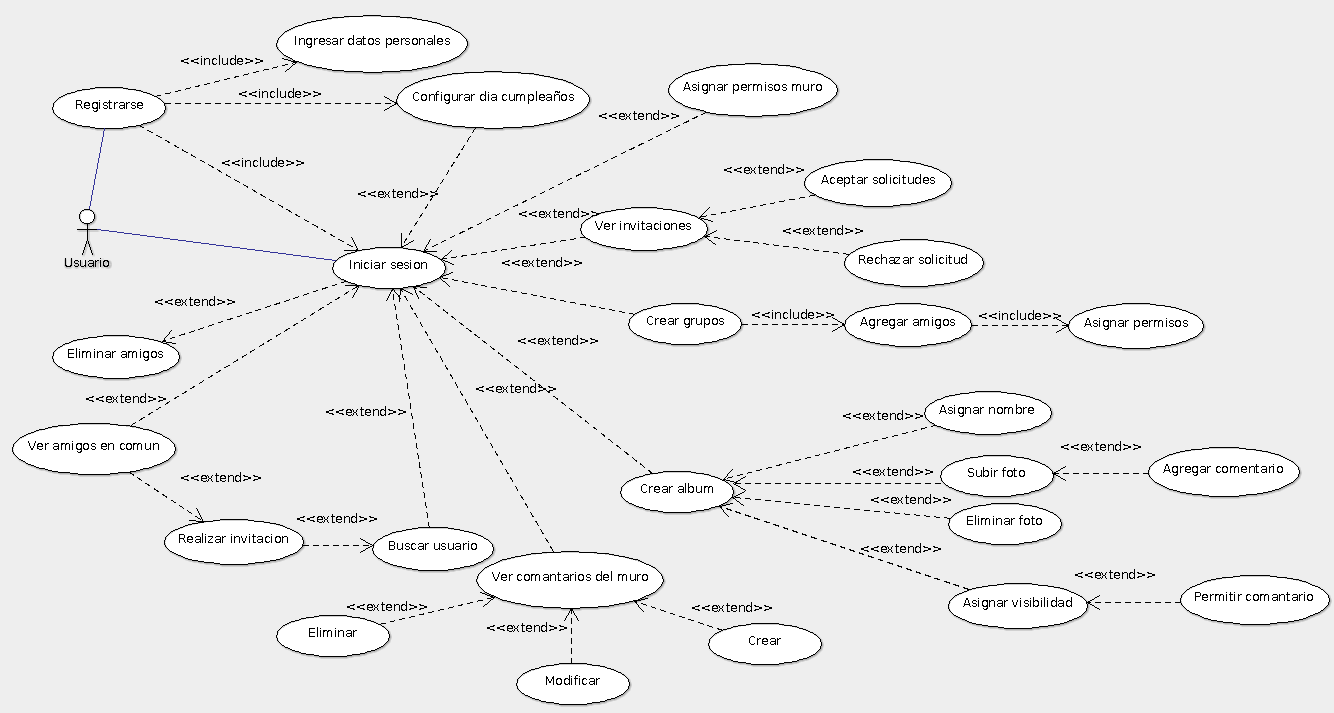 Ingresar datos personales
<<include>>
Asignar permisos muro
<<include>>
Configurar dia cumpleaños
Registrarse
<<extend>>
<<include>>
<<extend>>
Aceptar solicitudes
<<extend>>
<<extend>>
Ver invitaciones
<<extend>>
Usuario
Iniciar sesion
<<extend>>
Rechazar solicitud
<<extend>>
Crear grupos
<<include>>
Agregar amigos
<<include>>
Asignar permisos
<<extend>>
Eliminar amigos
<<extend>>
<<extend>>
<<extend>>
<<extend>>
Asignar nombre
Ver amigos en comun
<<extend>>
<<extend>>
<<extend>>
Subir foto
Agregar comentario
<<extend>>
Crear album
<<extend>>
Eliminar foto
<<extend>>
Realizar invitacion
Buscar usuario
<<extend>>
Ver comantarios del muro
<<extend>>
Asignar visibilidad
Permitir comantario
<<extend>>
<<extend>>
Eliminar
<<extend>>
Crear
Modificar